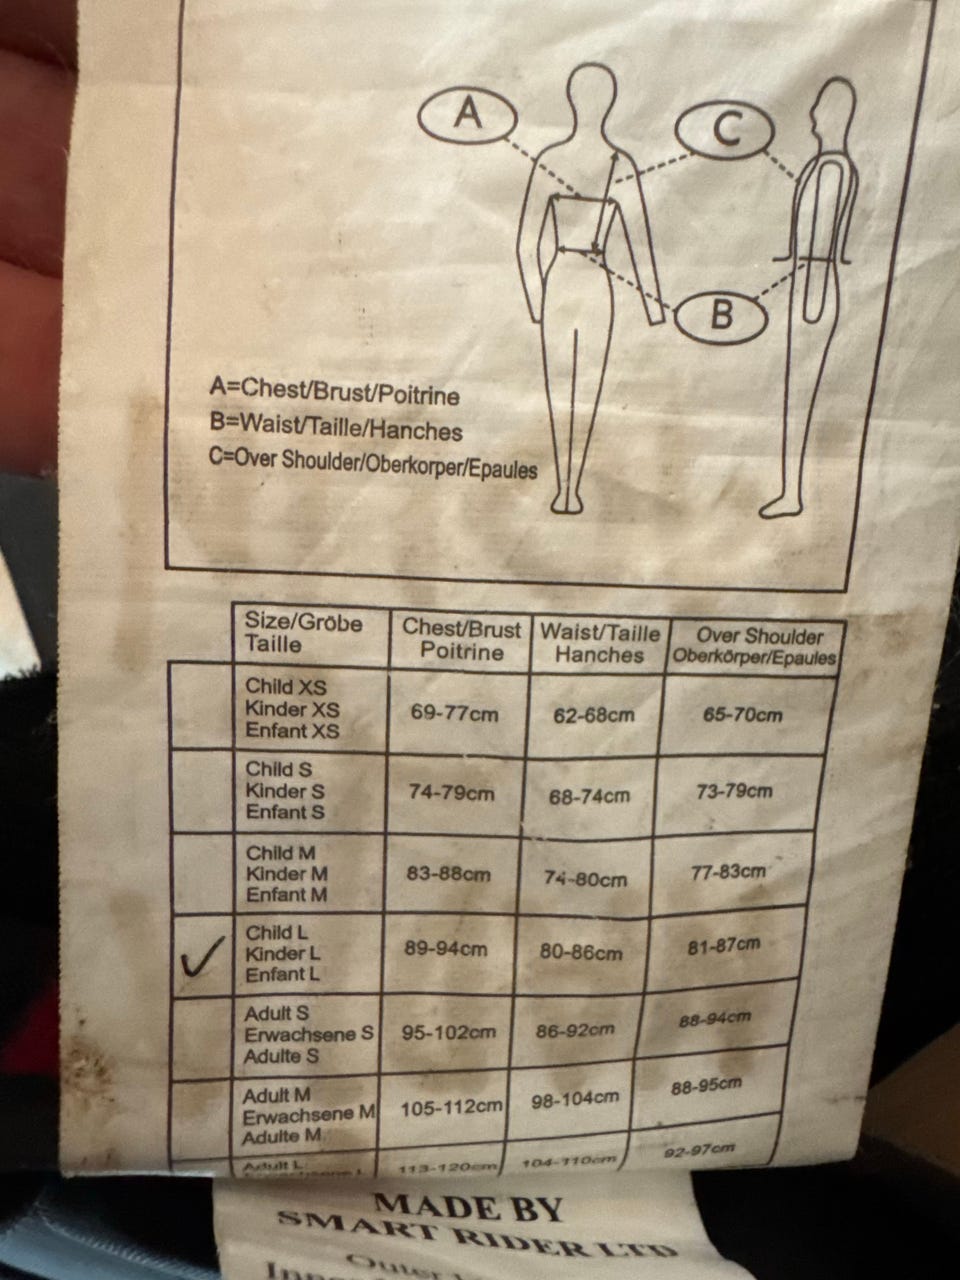 A
C
B
A=Chest/Brust/Poitrine
B=Waist/Taille/Hanches
C=Over Shoulder/Oberkorper/Epaules
Size/Gröbe Taille
Chest/Brust Poitrine
Waist/Taille Hanches
Over Shoulder Oberkörper/Epaules
Child XS
Kinder XS
Enfant XS
69-77cm
62-68cm
65-70cm
Child S
Kinder S
Enfant S
74-79cm
68-74cm
73-79cm
Child M
Kinder M
Enfant M
83-88cm
74-80cm
77-83cm
✓
Child L
Kinder L
Enfant L
89-94cm
80-86cm
81-87cm
Adult S
Erwachsene S
Adulte S
95-102cm
86-92cm
88-94cm
Adult M
Erwachsene M
Adulte M
105-112cm
98-104cm
88-95cm
Adult L
113-120cm
104-110cm
92-97cm
MADE BY
SMART RIDER LTD
Outer